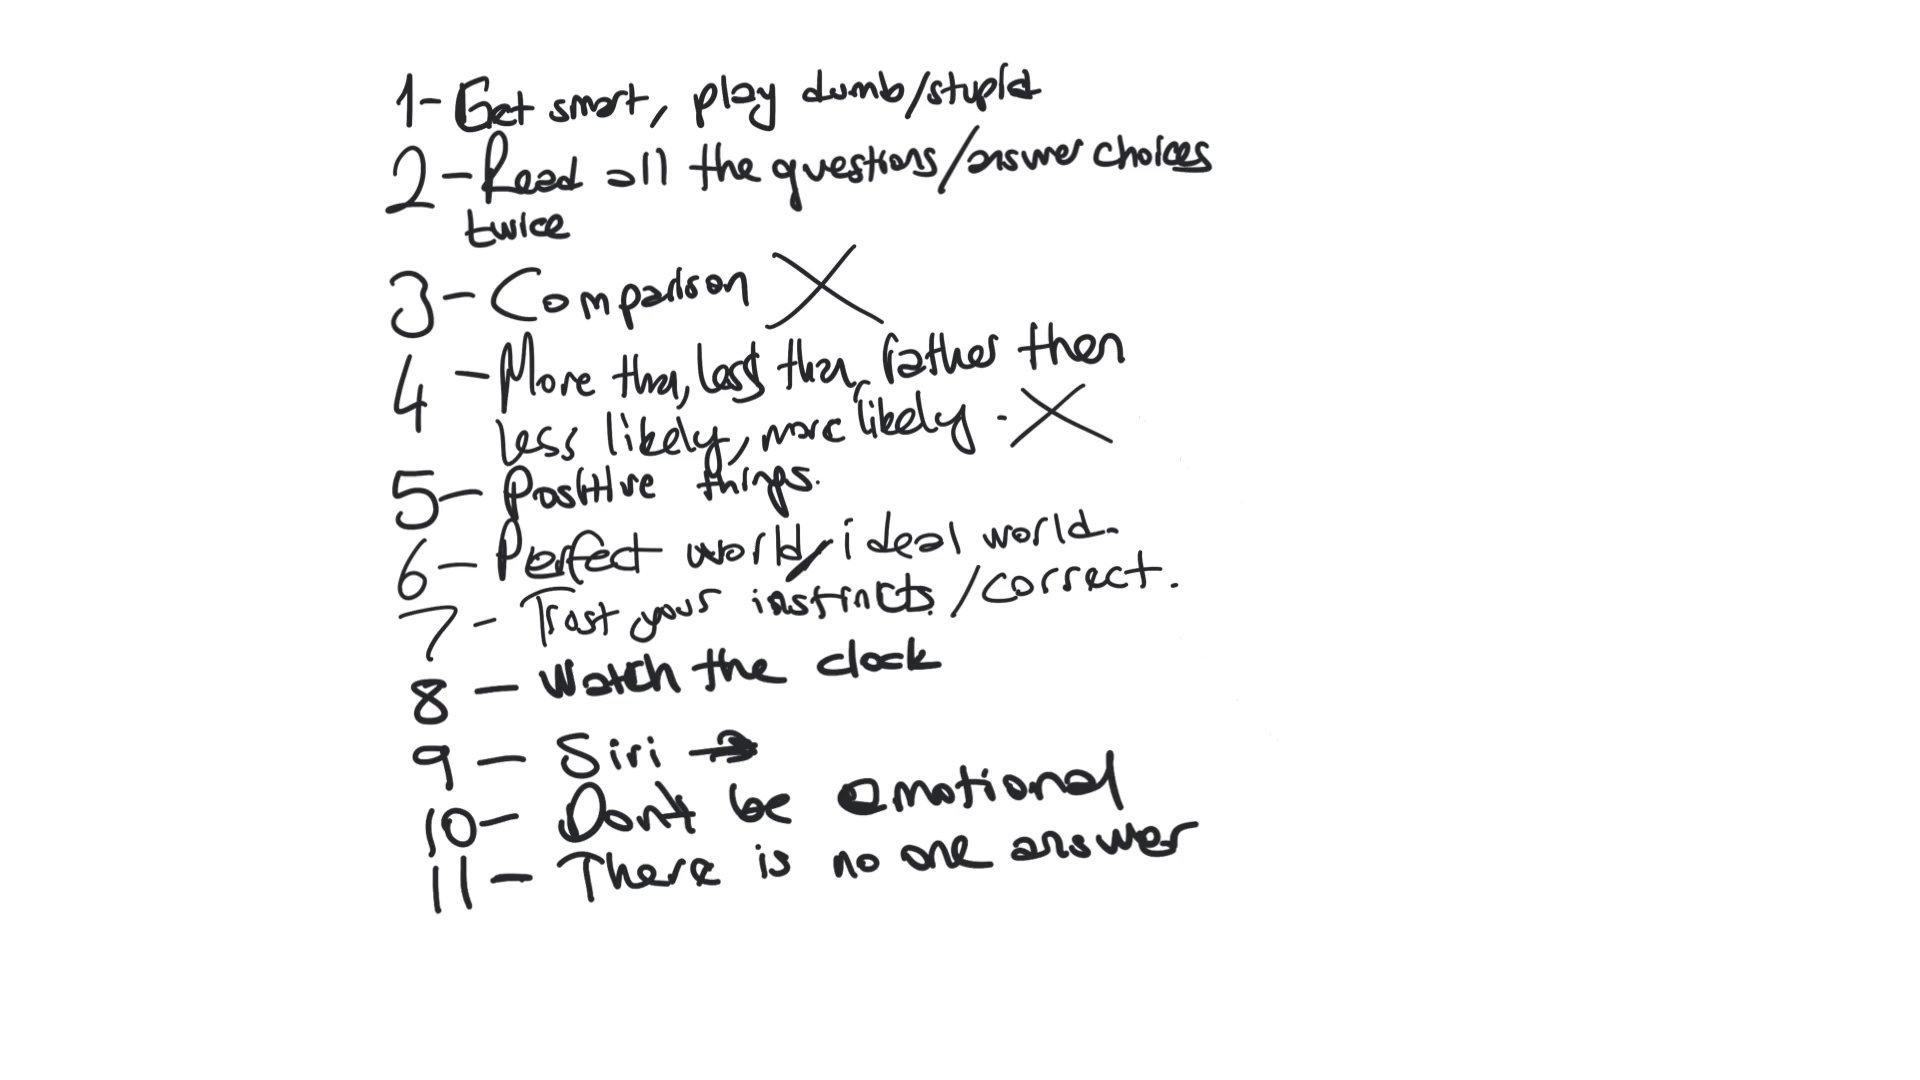 1- Get smart, play dumb/stupid
2 - Read all the questions/answer choices
twice
3 - Comparison X
4 - More than, less than, rather then
less likely, more likely. X
5 - Positive things.
6 - Perfect world/ideal world.
7 - Trust your instincts/correct.
8 - Watch the clock
9 - Siri →
10 - Don't be emotional
11 - There is no one answer